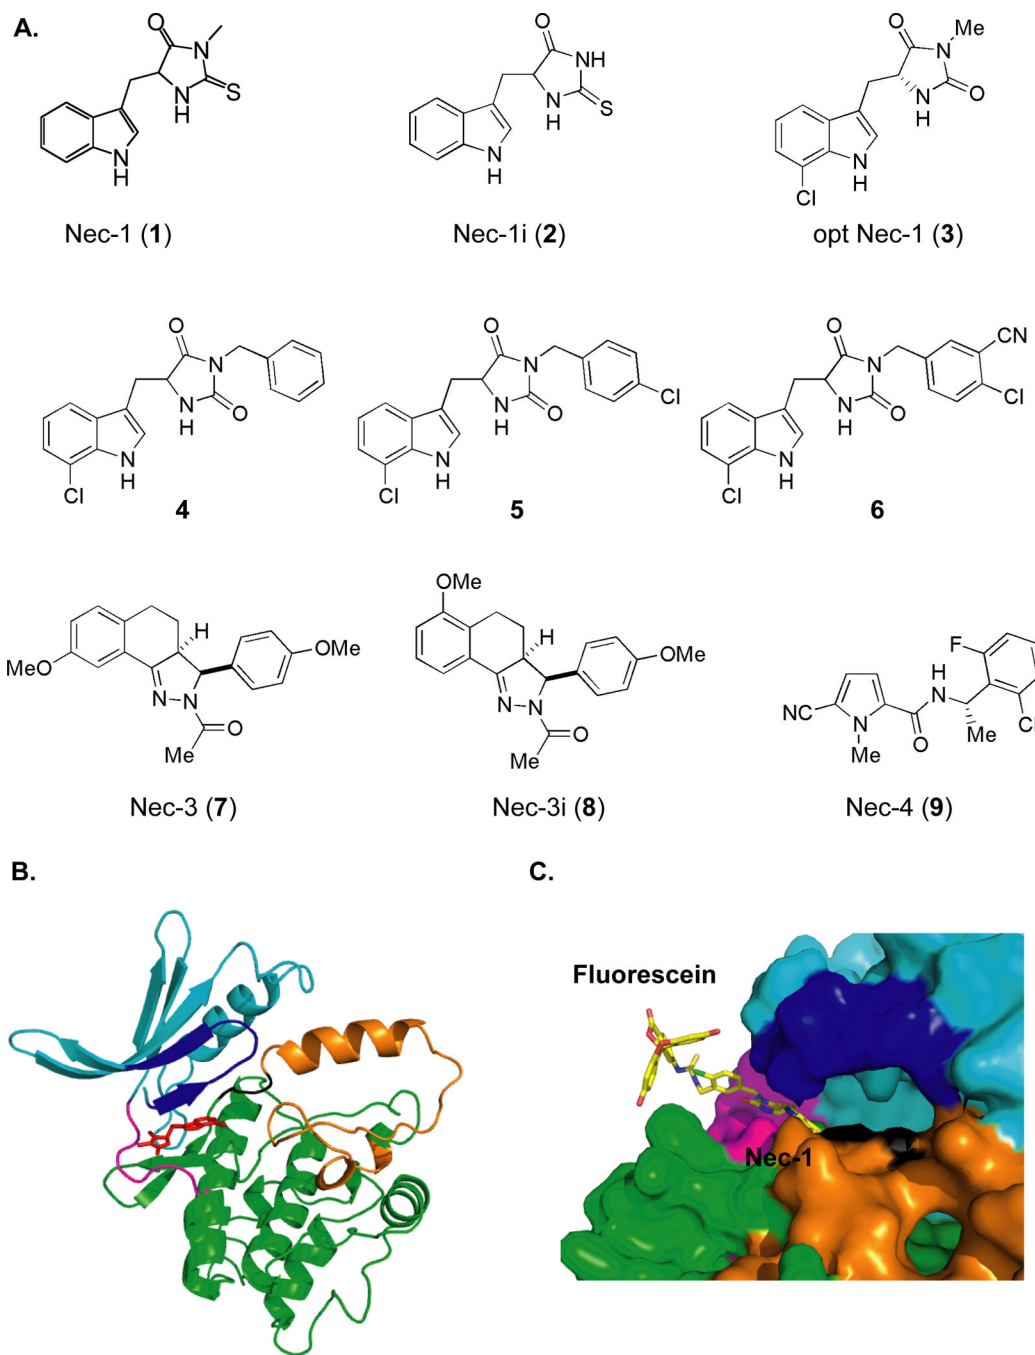 A.
O
N
N
H
S
N
H
Nec-1 (1)
O
NH
N
H
S
N
H
Nec-1i (2)
O
Me
N
N
H
O
N
H
Cl
opt Nec-1 (3)
O
N
N
H
O
N
H
Cl
4
O
N
Cl
N
H
O
N
H
Cl
5
O
CN
N
Cl
N
H
O
N
H
Cl
6
H
OMe
MeO
N
N
O
Me
Nec-3 (7)
OMe
H
OMe
N
N
O
Me
Nec-3i (8)
F
H
N
NC
N
Me
O
Me
Cl
Nec-4 (9)
B.
C.
Fluorescein
Nec-1